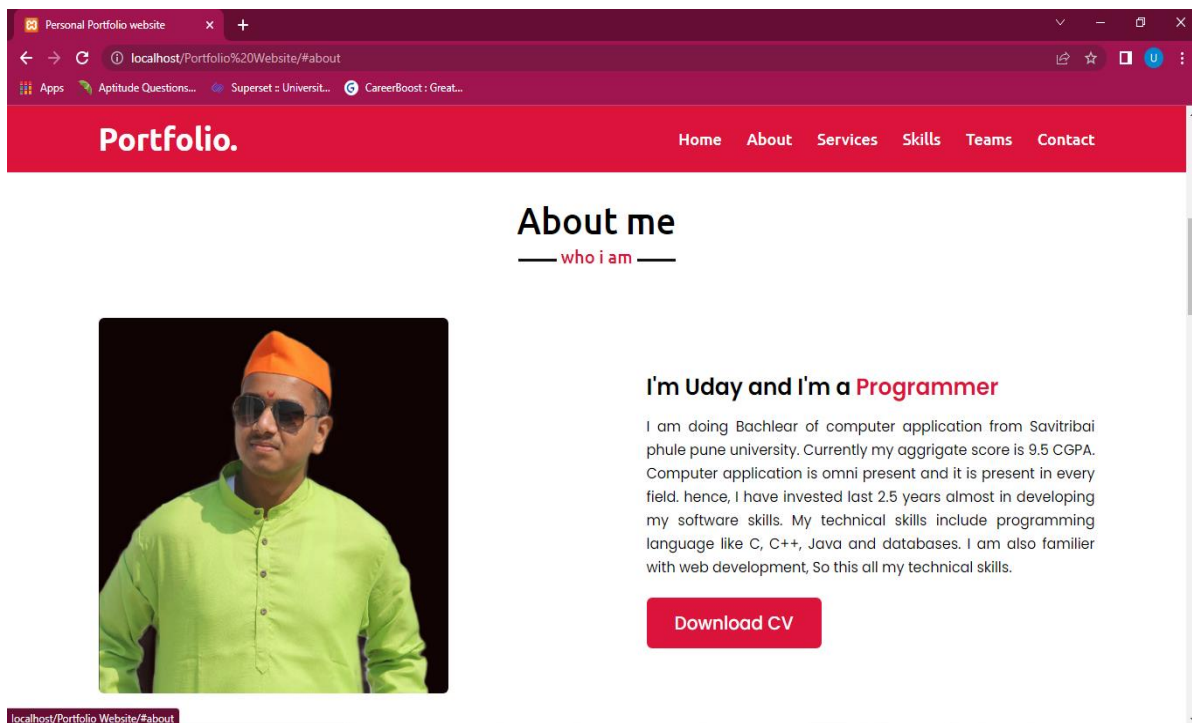 Personal Portfolio website
localhost/Portfolio%20Website/#about
Apps Aptitude Questions... Superset :: Universit... CareerBoost : Great...
U
Portfolio.
Home About Services Skills Teams Contact
About me
who i am
I'm Uday and I'm a Programmer
I am doing Bachlear of computer application from Savitribai
phule pune university. Currently my aggrigate score is 9.5 CGPA.
Computer application is omni present and it is present in every
field. hence, I have invested last 2.5 years almost in developing
my software skills. My technical skills include programming
language like C, C++, Java and databases. I am also familier
with web development, So this all my technical skills.
Download CV
localhost/Portfolio Website/#about